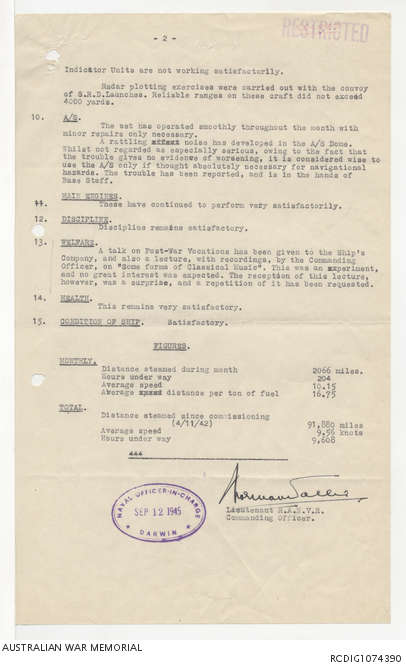 - 2 -
RESTRICTED
Indicator Units are not working satisfactorily.
Radar plotting exercises were carried out with the convoy
of S.R.D.Launches. Reliable ranges on these craft did not exceed
4000 yards.
10. A/S.
The set has operated smoothly throughout the month with
minor repairs only necessary.
A rattling noise has developed in the A/S Dome.
Whilst not regarded as especially serious, owing to the fact that
the trouble gives no evidence of worsening, it is considered wise to
use the A/S only if thought absolutely necessary for navigational
hazards. The trouble has been reported, and is in the hands of
Base Staff.
MAIN ENGINES.
11. These have continued to perform very satisfactorily.
12. DISCIPLINE.
Discipline remains satisfactory.
13. WELFARE.
A talk on Post-War Vocations has been given to the Ship's
Company, and also a lecture, with recordings, by the Commanding
Officer, on "Some forms of Classical Music". This was an experiment,
and no great interest was expected. The reception of this lecture,
however, was a surprise, and a repetition of it has been requested.
14. HEALTH.
This remains very satisfactory.
15. CONDITION OF SHIP. Satisfactory.
FIGURES.
MONTHLY.
Distance steamed during month 2066 miles.
Hours under way 204
Average speed 10.15
Average distance per ton of fuel 16.75
TOTAL.
Distance steamed since commissioning
(4/11/42) 91,880 miles
Average speed 9.56 knots
Hours under way 9,608
Lieutenant R.A.N.V.R.
Commanding Officer.
NAVAL OFFICER-IN-CHARGE
SEP 12 1945
DARWIN
AUSTRALIAN WAR MEMORIAL
RCDIG1074390